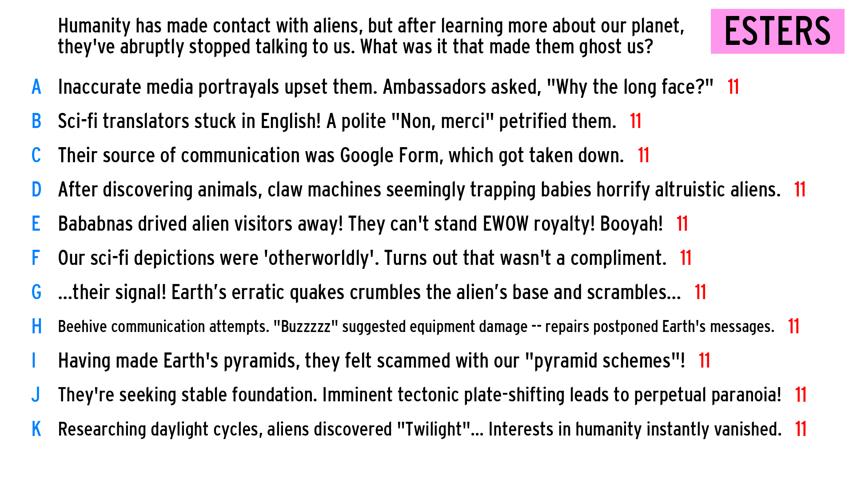 Humanity has made contact with aliens, but after learning more about our planet,
they've abruptly stopped talking to us. What was it that made them ghost us?
ESTERS
A Inaccurate media portrayals upset them. Ambassadors asked, "Why the long face?" 11
B Sci-fi translators stuck in English! A polite "Non, merci" petrified them. 11
C Their source of communication was Google Form, which got taken down. 11
D After discovering animals, claw machines seemingly trapping babies horrify altruistic aliens. 11
E Bababnas drived alien visitors away! They can't stand EWOW royalty! Booyah! 11
F Our sci-fi depictions were 'otherworldly'. Turns out that wasn't a compliment. 11
G ...their signal! Earth's erratic quakes crumbles the alien's base and scrambles... 11
H Beehive communication attempts. "Buzzzzz" suggested equipment damage -- repairs postponed Earth's messages. 11
I Having made Earth's pyramids, they felt scammed with our "pyramid schemes"! 11
J They're seeking stable foundation. Imminent tectonic plate-shifting leads to perpetual paranoia! 11
K Researching daylight cycles, aliens discovered "Twilight"... Interests in humanity instantly vanished. 11